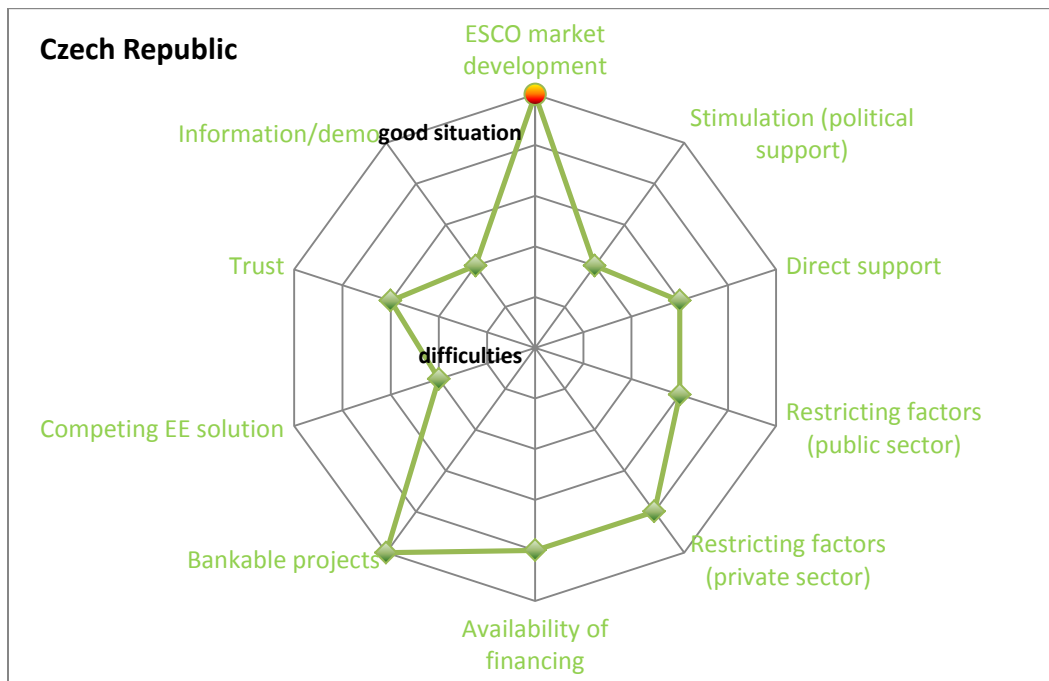 Czech Republic
ESCO market
development
Information/demo
good situation
Stimulation (political
support)
Trust
Direct support
difficulties
Competing EE solution
Restricting factors
(public sector)
Bankable projects
Restricting factors
(private sector)
Availability of
financing